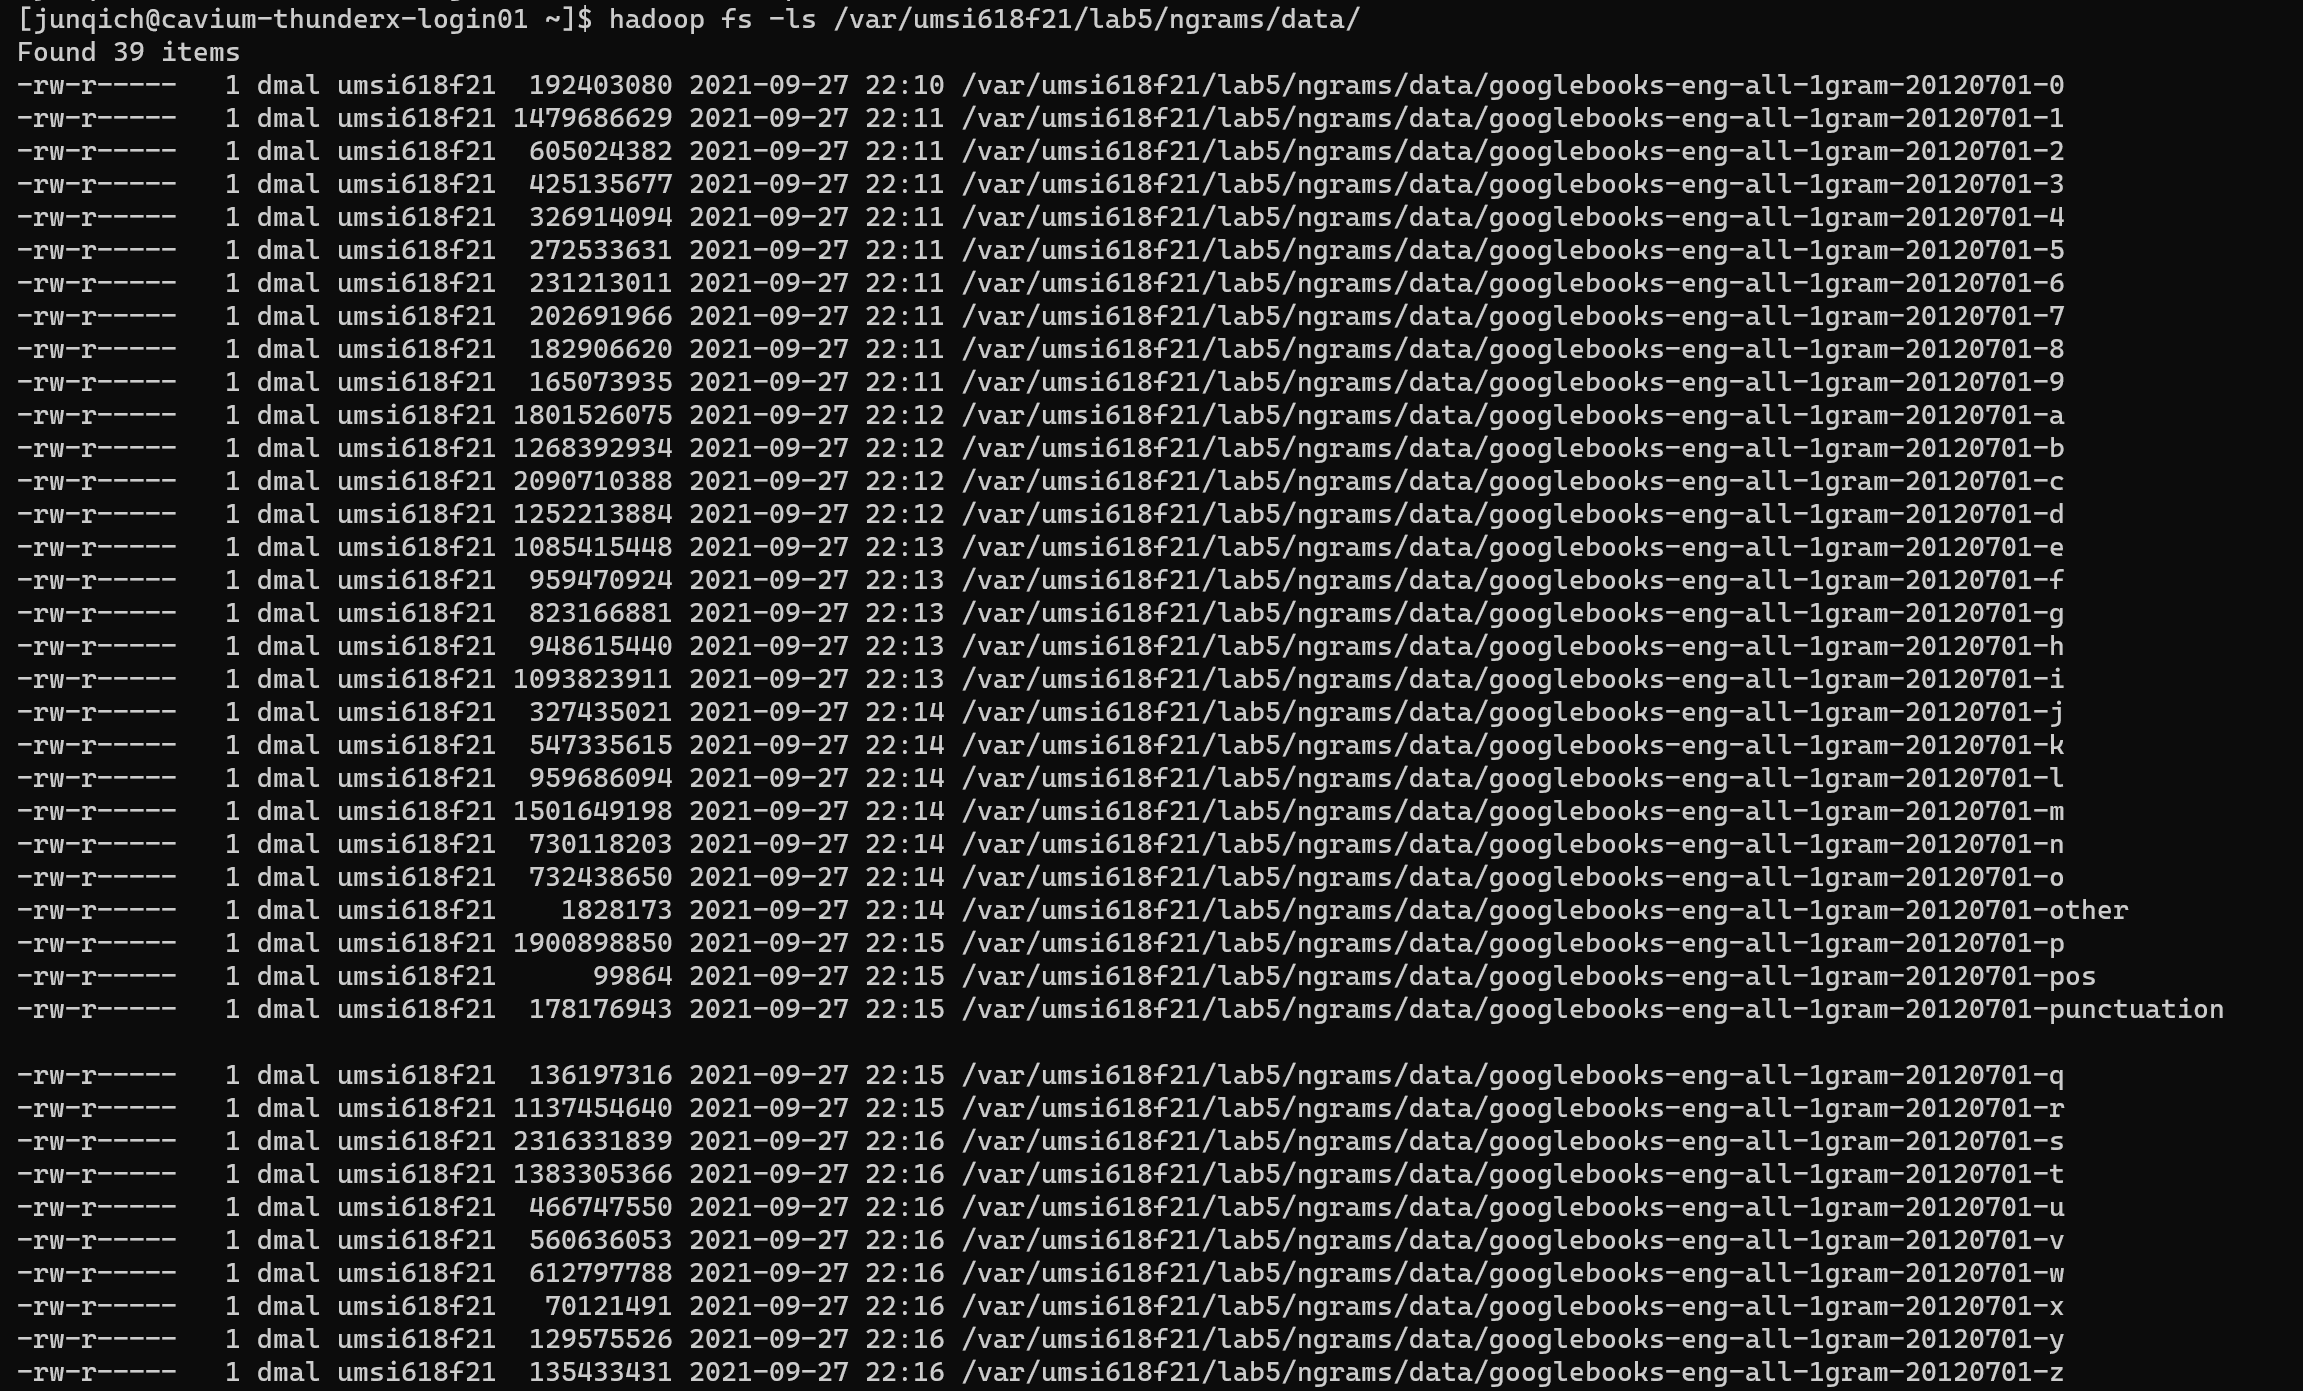 [junqich@cavium-thunderx-login01 ~]$ hadoop fs -ls /var/umsi618f21/lab5/ngrams/data/
Found 39 items
-rw-r-----   1 dmal umsi618f21  192403080 2021-09-27 22:10 /var/umsi618f21/lab5/ngrams/data/googlebooks-eng-all-1gram-20120701-0
-rw-r-----   1 dmal umsi618f21 1479686629 2021-09-27 22:11 /var/umsi618f21/lab5/ngrams/data/googlebooks-eng-all-1gram-20120701-1
-rw-r-----   1 dmal umsi618f21  605024382 2021-09-27 22:11 /var/umsi618f21/lab5/ngrams/data/googlebooks-eng-all-1gram-20120701-2
-rw-r-----   1 dmal umsi618f21  425135677 2021-09-27 22:11 /var/umsi618f21/lab5/ngrams/data/googlebooks-eng-all-1gram-20120701-3
-rw-r-----   1 dmal umsi618f21  326914094 2021-09-27 22:11 /var/umsi618f21/lab5/ngrams/data/googlebooks-eng-all-1gram-20120701-4
-rw-r-----   1 dmal umsi618f21  272533631 2021-09-27 22:11 /var/umsi618f21/lab5/ngrams/data/googlebooks-eng-all-1gram-20120701-5
-rw-r-----   1 dmal umsi618f21  231213011 2021-09-27 22:11 /var/umsi618f21/lab5/ngrams/data/googlebooks-eng-all-1gram-20120701-6
-rw-r-----   1 dmal umsi618f21  202691966 2021-09-27 22:11 /var/umsi618f21/lab5/ngrams/data/googlebooks-eng-all-1gram-20120701-7
-rw-r-----   1 dmal umsi618f21  182906620 2021-09-27 22:11 /var/umsi618f21/lab5/ngrams/data/googlebooks-eng-all-1gram-20120701-8
-rw-r-----   1 dmal umsi618f21  165073935 2021-09-27 22:11 /var/umsi618f21/lab5/ngrams/data/googlebooks-eng-all-1gram-20120701-9
-rw-r-----   1 dmal umsi618f21 1801526075 2021-09-27 22:12 /var/umsi618f21/lab5/ngrams/data/googlebooks-eng-all-1gram-20120701-a
-rw-r-----   1 dmal umsi618f21 1268392934 2021-09-27 22:12 /var/umsi618f21/lab5/ngrams/data/googlebooks-eng-all-1gram-20120701-b
-rw-r-----   1 dmal umsi618f21 2090710388 2021-09-27 22:12 /var/umsi618f21/lab5/ngrams/data/googlebooks-eng-all-1gram-20120701-c
-rw-r-----   1 dmal umsi618f21 1252213884 2021-09-27 22:12 /var/umsi618f21/lab5/ngrams/data/googlebooks-eng-all-1gram-20120701-d
-rw-r-----   1 dmal umsi618f21 1085415448 2021-09-27 22:13 /var/umsi618f21/lab5/ngrams/data/googlebooks-eng-all-1gram-20120701-e
-rw-r-----   1 dmal umsi618f21  959470924 2021-09-27 22:13 /var/umsi618f21/lab5/ngrams/data/googlebooks-eng-all-1gram-20120701-f
-rw-r-----   1 dmal umsi618f21  823166881 2021-09-27 22:13 /var/umsi618f21/lab5/ngrams/data/googlebooks-eng-all-1gram-20120701-g
-rw-r-----   1 dmal umsi618f21  948615440 2021-09-27 22:13 /var/umsi618f21/lab5/ngrams/data/googlebooks-eng-all-1gram-20120701-h
-rw-r-----   1 dmal umsi618f21 1093823911 2021-09-27 22:13 /var/umsi618f21/lab5/ngrams/data/googlebooks-eng-all-1gram-20120701-i
-rw-r-----   1 dmal umsi618f21  327435021 2021-09-27 22:14 /var/umsi618f21/lab5/ngrams/data/googlebooks-eng-all-1gram-20120701-j
-rw-r-----   1 dmal umsi618f21  547335615 2021-09-27 22:14 /var/umsi618f21/lab5/ngrams/data/googlebooks-eng-all-1gram-20120701-k
-rw-r-----   1 dmal umsi618f21  959686094 2021-09-27 22:14 /var/umsi618f21/lab5/ngrams/data/googlebooks-eng-all-1gram-20120701-l
-rw-r-----   1 dmal umsi618f21 1501649198 2021-09-27 22:14 /var/umsi618f21/lab5/ngrams/data/googlebooks-eng-all-1gram-20120701-m
-rw-r-----   1 dmal umsi618f21  730118203 2021-09-27 22:14 /var/umsi618f21/lab5/ngrams/data/googlebooks-eng-all-1gram-20120701-n
-rw-r-----   1 dmal umsi618f21  732438650 2021-09-27 22:14 /var/umsi618f21/lab5/ngrams/data/googlebooks-eng-all-1gram-20120701-o
-rw-r-----   1 dmal umsi618f21    1828173 2021-09-27 22:14 /var/umsi618f21/lab5/ngrams/data/googlebooks-eng-all-1gram-20120701-other
-rw-r-----   1 dmal umsi618f21 1900898850 2021-09-27 22:15 /var/umsi618f21/lab5/ngrams/data/googlebooks-eng-all-1gram-20120701-p
-rw-r-----   1 dmal umsi618f21      99864 2021-09-27 22:15 /var/umsi618f21/lab5/ngrams/data/googlebooks-eng-all-1gram-20120701-pos
-rw-r-----   1 dmal umsi618f21  178176943 2021-09-27 22:15 /var/umsi618f21/lab5/ngrams/data/googlebooks-eng-all-1gram-20120701-punctuation
-rw-r-----   1 dmal umsi618f21  136197316 2021-09-27 22:15 /var/umsi618f21/lab5/ngrams/data/googlebooks-eng-all-1gram-20120701-q
-rw-r-----   1 dmal umsi618f21 1137454640 2021-09-27 22:15 /var/umsi618f21/lab5/ngrams/data/googlebooks-eng-all-1gram-20120701-r
-rw-r-----   1 dmal umsi618f21 2316331839 2021-09-27 22:16 /var/umsi618f21/lab5/ngrams/data/googlebooks-eng-all-1gram-20120701-s
-rw-r-----   1 dmal umsi618f21 1383305366 2021-09-27 22:16 /var/umsi618f21/lab5/ngrams/data/googlebooks-eng-all-1gram-20120701-t
-rw-r-----   1 dmal umsi618f21  466747550 2021-09-27 22:16 /var/umsi618f21/lab5/ngrams/data/googlebooks-eng-all-1gram-20120701-u
-rw-r-----   1 dmal umsi618f21  560636053 2021-09-27 22:16 /var/umsi618f21/lab5/ngrams/data/googlebooks-eng-all-1gram-20120701-v
-rw-r-----   1 dmal umsi618f21  612797788 2021-09-27 22:16 /var/umsi618f21/lab5/ngrams/data/googlebooks-eng-all-1gram-20120701-w
-rw-r-----   1 dmal umsi618f21   70121491 2021-09-27 22:16 /var/umsi618f21/lab5/ngrams/data/googlebooks-eng-all-1gram-20120701-x
-rw-r-----   1 dmal umsi618f21  129575526 2021-09-27 22:16 /var/umsi618f21/lab5/ngrams/data/googlebooks-eng-all-1gram-20120701-y
-rw-r-----   1 dmal umsi618f21  135433431 2021-09-27 22:16 /var/umsi618f21/lab5/ngrams/data/googlebooks-eng-all-1gram-20120701-z